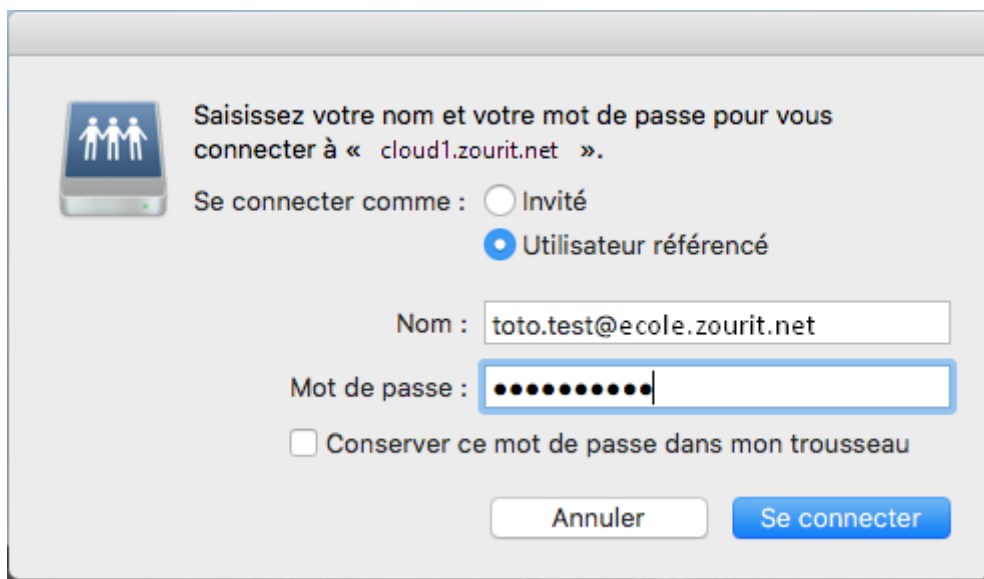 Saisissez votre nom et votre mot de passe pour vous
connecter à « cloud1.zourit.net ».
Se connecter comme : Invité
Utilisateur référencé
Nom : toto.test@ecole.zourit.net
Mot de passe : ●●●●●●●●●●
Conserver ce mot de passe dans mon trousseau
Annuler Se connecter